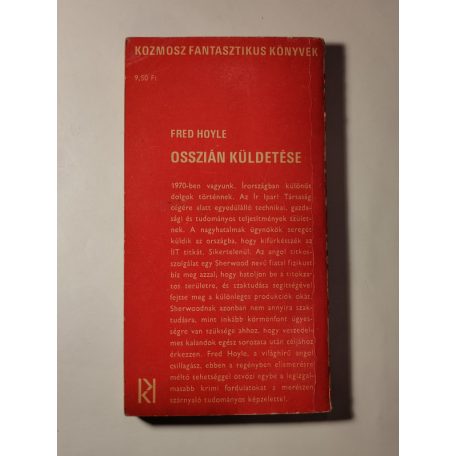 KOZMOSZ FANTASZTIKUS KÖNYVEK
9,50 Ft
FRED HOYLE
OSSZIÁN KÜLDETÉSE
1970-ben vagyunk. Írországban különös
dolgok történnek. Az Ír Ipari Társaság
cégére alatt egyedülálló technikai, gazda-
sági és tudományos teljesítmények szület-
nek. A nagyhatalmak ügynökök seregét
küldik az országba, hogy kifürkésszék az
IIT titkát. Sikertelenül. Az angol titkos-
szolgálat egy Sherwood nevű fiatal fizikust
bíz meg azzal; hogy hatoljon be a titokza-
tos területre, és szaktudása segítségével
fejtse meg a különleges produkciók okát.
Sherwoodnak azonban nem annyira szak-
tudásra, mint inkább körmönfont ügyes-
ségre van szüksége ahhoz, hogy veszedel-
mes kalandok egész sorozata után céljához
érkezzen. Fred Hoyle, a világhírű angol
csillagász, ebben a regényben elismerésre
méltó tehetséggel ötvözi egybe a legizgal-
masabb krimi fordulatokat a merészen
szárnyaló tudományos képzelettel.